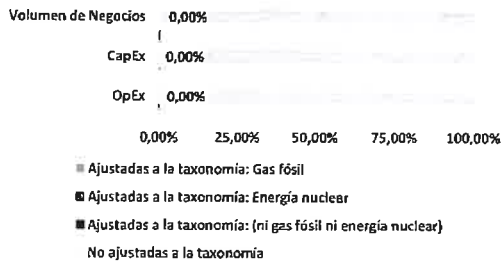 Volumen de Negocios 0,00%
CapEx 0,00%
OpEx 0,00%
0,00% 25,00% 50,00% 75,00% 100,00%
Ajustadas a la taxonomía: Gas fósil
Ajustadas a la taxonomía: Energía nuclear
Ajustadas a la taxonomía: (ni gas fósil ni energía nuclear)
No ajustadas a la taxonomía